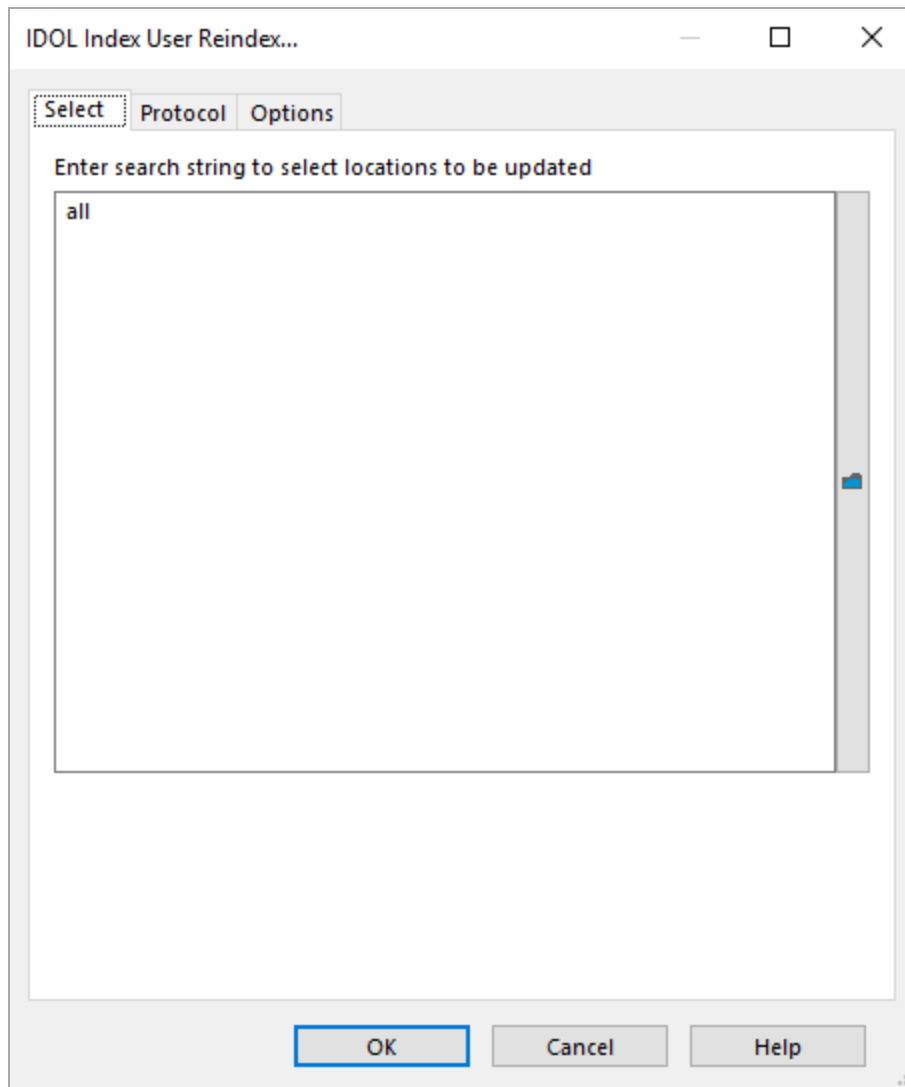 IDOL Index User Reindex...
Select Protocol Options
Enter search string to select locations to be updated
all
OK Cancel Help